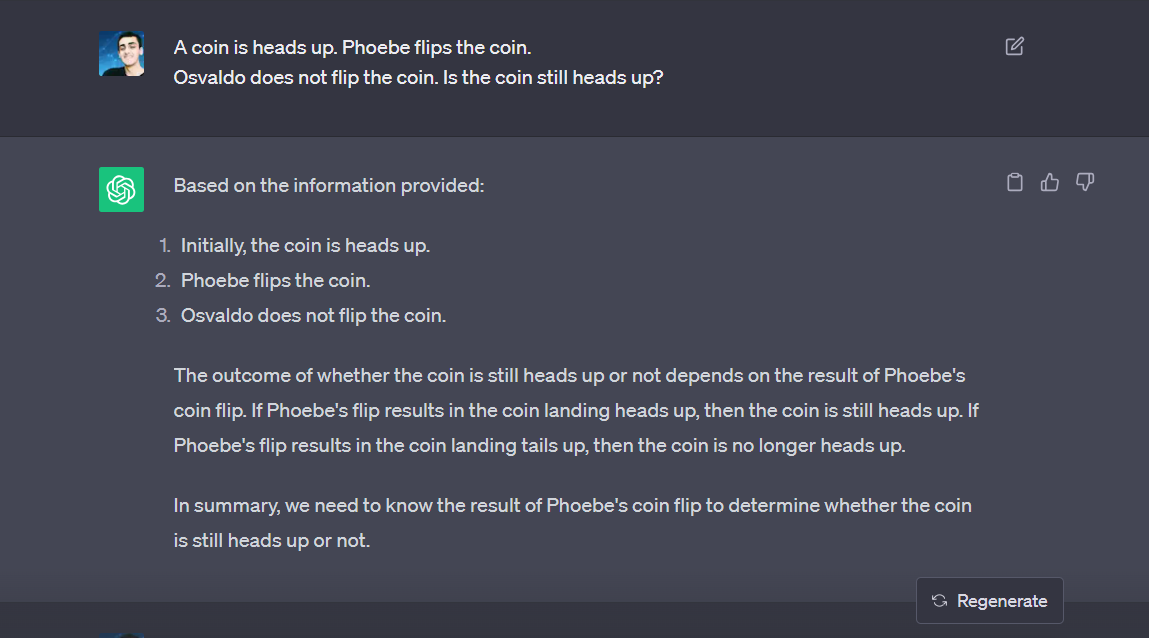 A coin is heads up. Phoebe flips the coin.
Osvaldo does not flip the coin. Is the coin still heads up?
Based on the information provided:
1. Initially, the coin is heads up.
2. Phoebe flips the coin.
3. Osvaldo does not flip the coin.
The outcome of whether the coin is still heads up or not depends on the result of Phoebe's
coin flip. If Phoebe's flip results in the coin landing heads up, then the coin is still heads up. If
Phoebe's flip results in the coin landing tails up, then the coin is no longer heads up.
In summary, we need to know the result of Phoebe's coin flip to determine whether the coin
is still heads up or not.
Regenerate